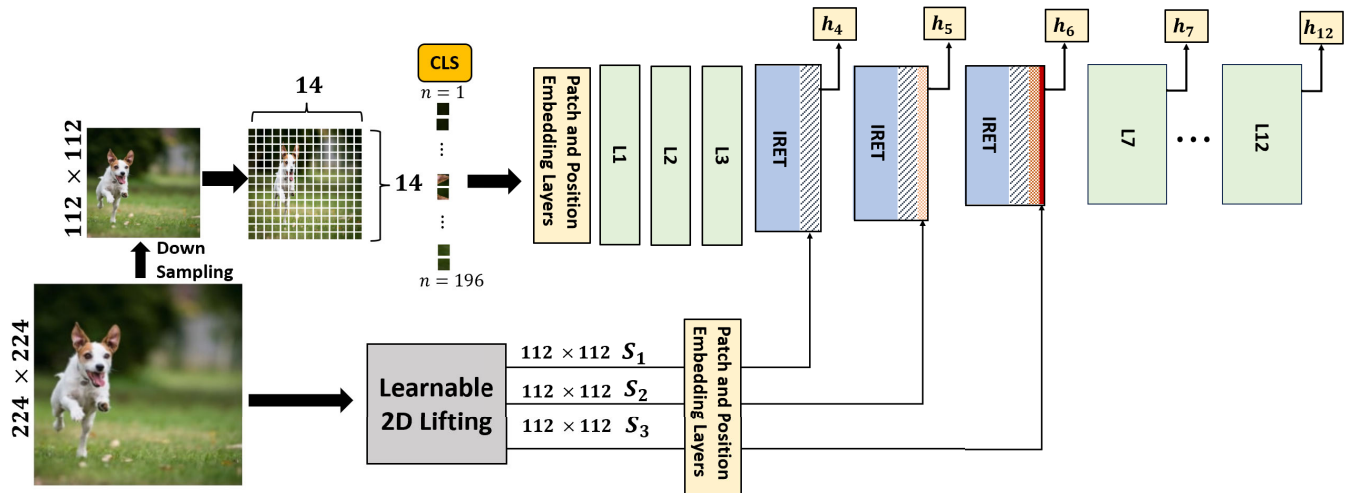 h₄
h₅
h₆
h₇
h₁₂
CLS
n = 1
14
14
⋮
⋮
n = 196
112 × 112
Down
Sampling
224 × 224
Patch and Position
Embedding Layers
L1
L2
L3
IRET
IRET
IRET
L7
...
L12
Learnable
2D Lifting
112 × 112 S₁
112 × 112 S₂
112 × 112 S₃
Patch and Position
Embedding Layers